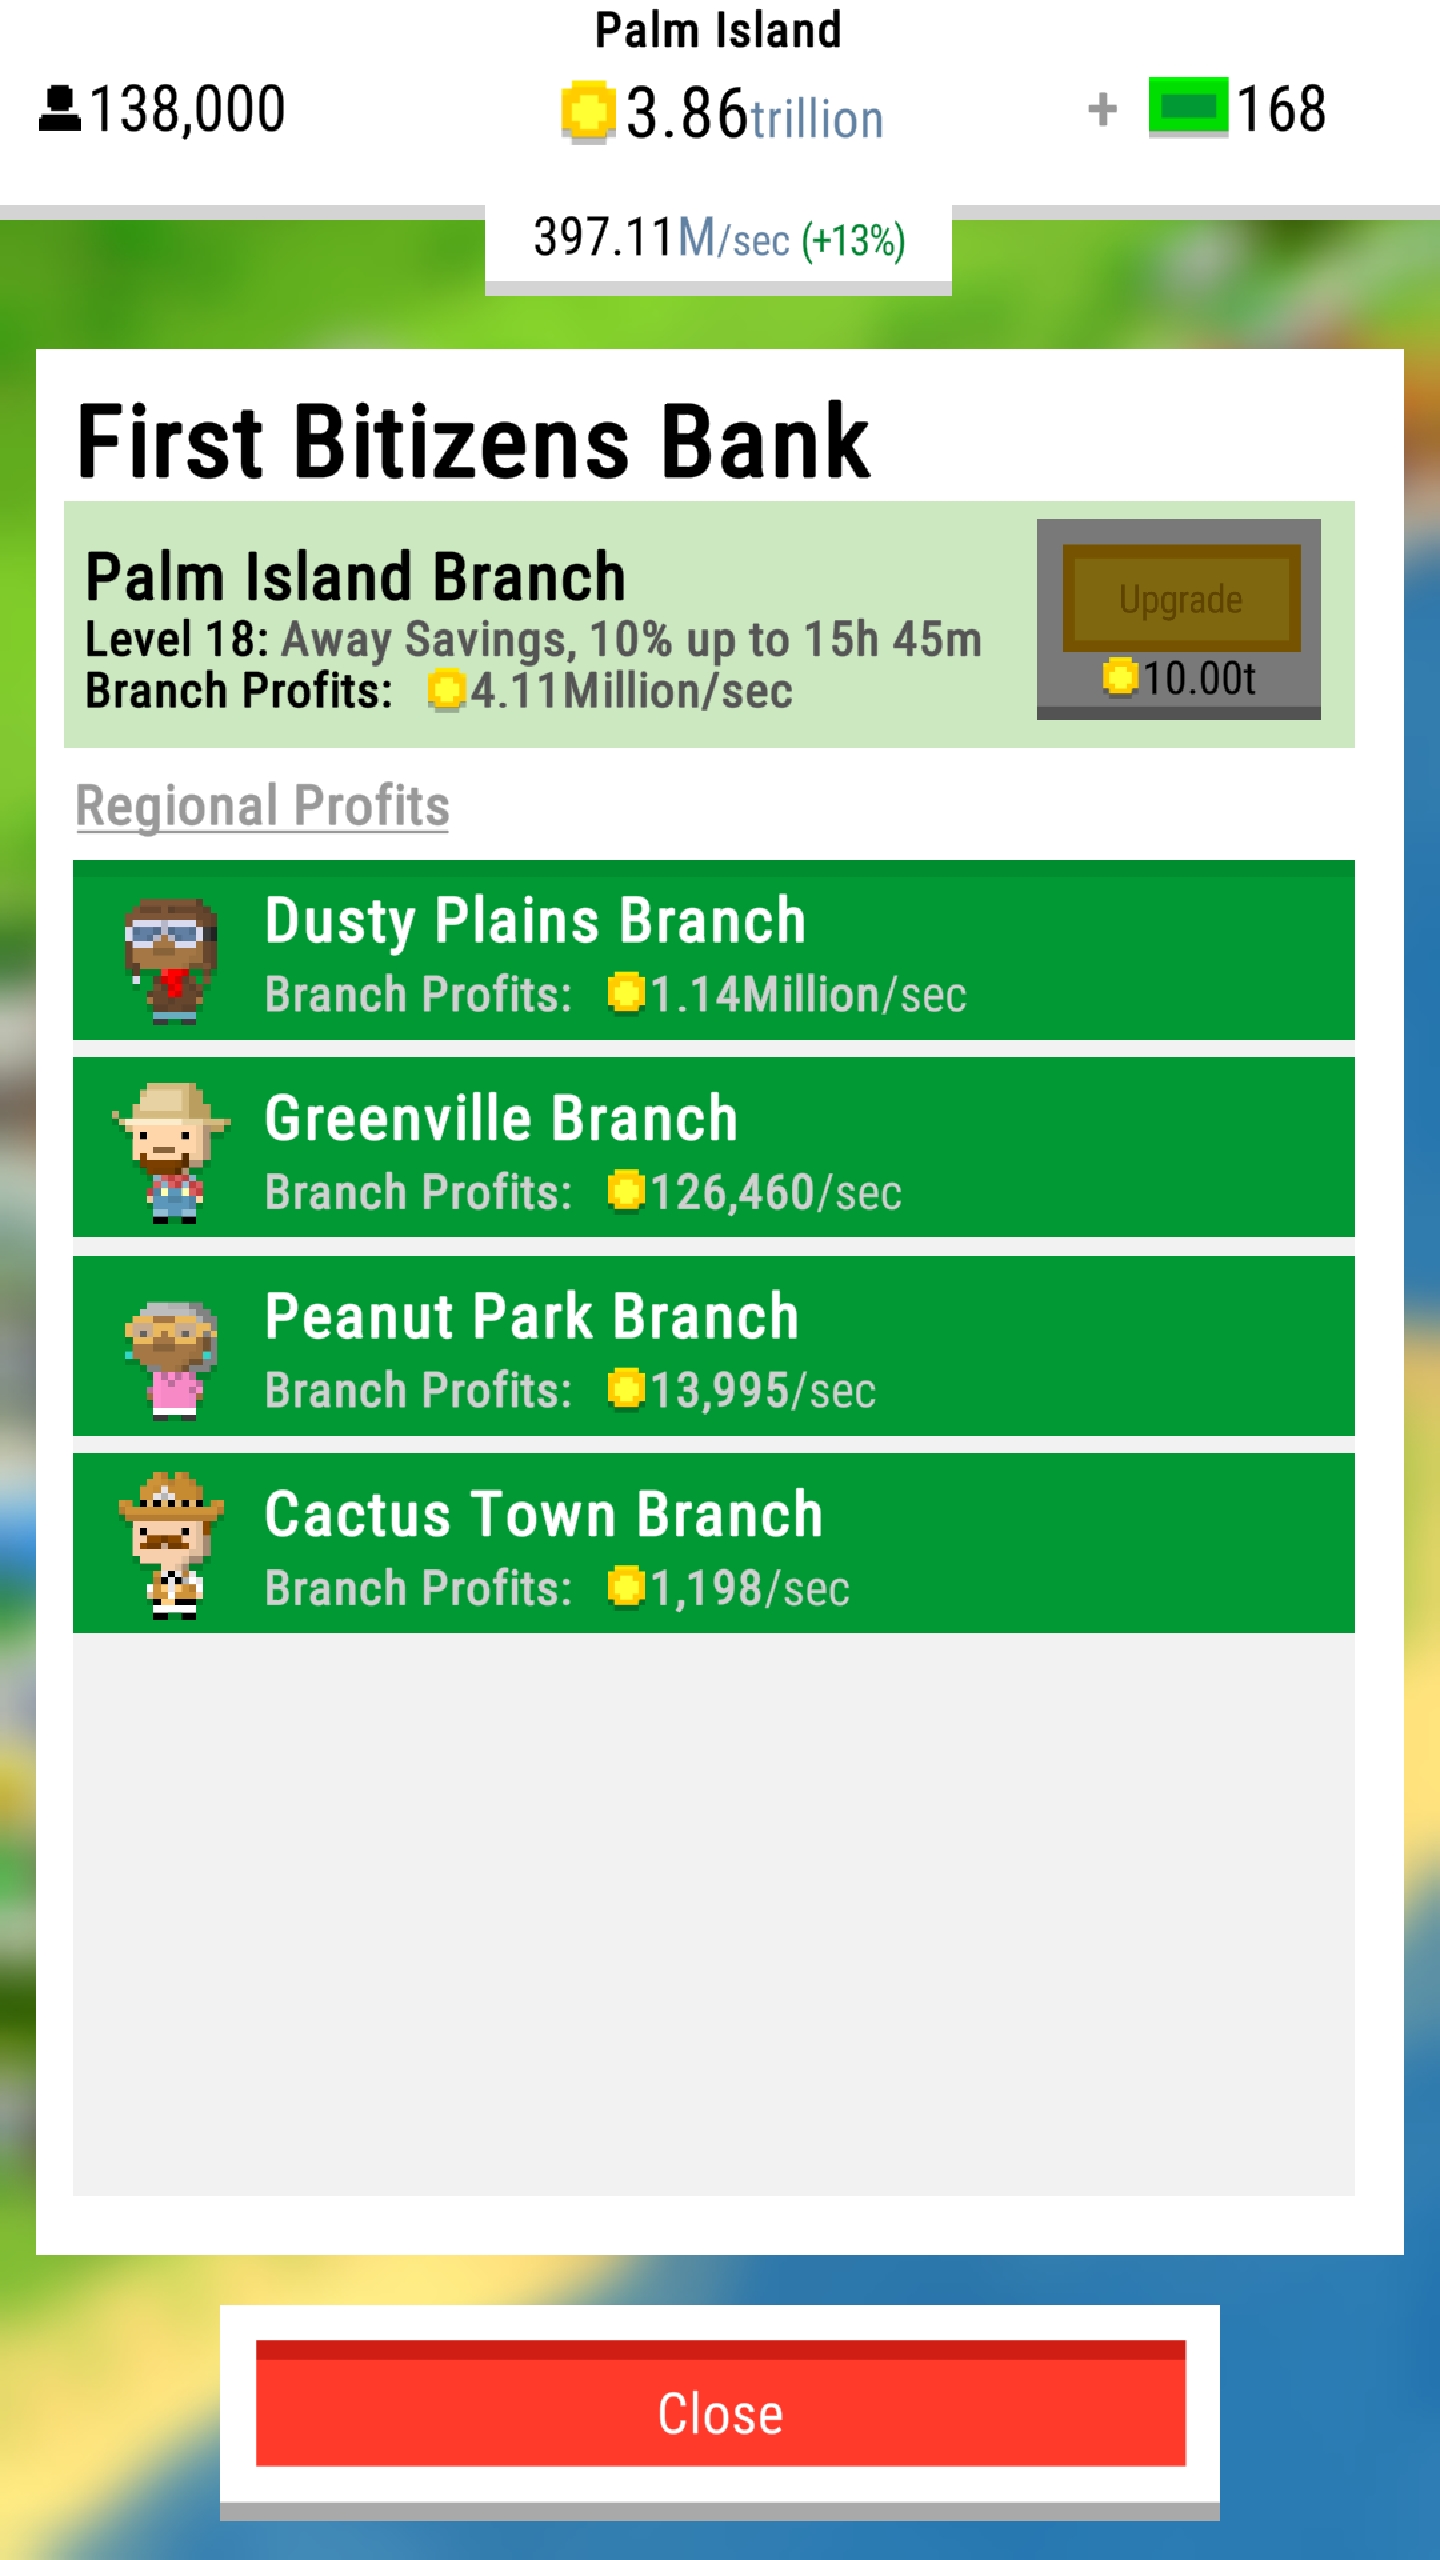 Palm Island
138,000
3.86trillion
+ 168
397.11M/sec (+13%)
First Bitizens Bank
Palm Island Branch
Level 18: Away Savings, 10% up to 15h 45m
Branch Profits: 4.11Million/sec
Upgrade
10.00t
Regional Profits
Dusty Plains Branch
Branch Profits: 1.14Million/sec
Greenville Branch
Branch Profits: 126,460/sec
Peanut Park Branch
Branch Profits: 13,995/sec
Cactus Town Branch
Branch Profits: 1,198/sec
Close